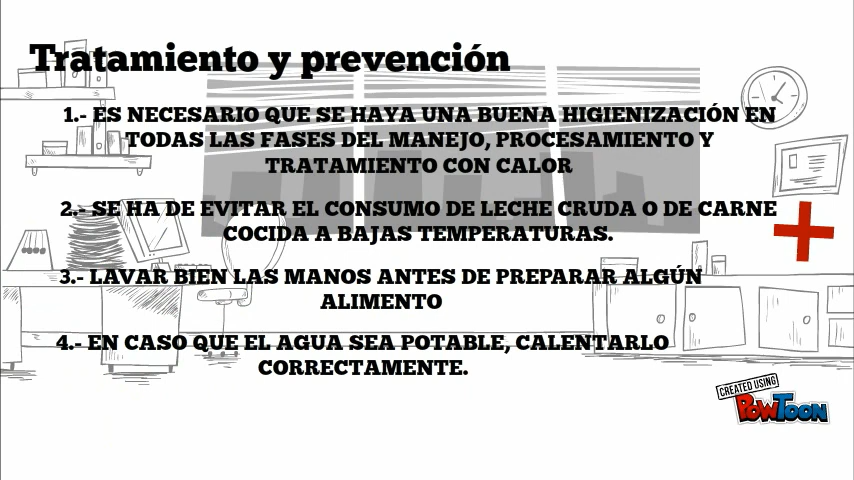 Tratamiento y prevención
1.- ES NECESARIO QUE SE HAYA UNA BUENA HIGIENIZACIÓN EN
TODAS LAS FASES DEL MANEJO, PROCESAMIENTO Y
TRATAMIENTO CON CALOR
2.- SE HA DE EVITAR EL CONSUMO DE LECHE CRUDA O DE CARNE
COCIDA A BAJAS TEMPERATURAS.
3.- LAVAR BIEN LAS MANOS ANTES DE PREPARAR ALGÚN
ALIMENTO
4.- EN CASO QUE EL AGUA SEA POTABLE, CALENTARLO
CORRECTAMENTE.
CREATED USING
POWTOON